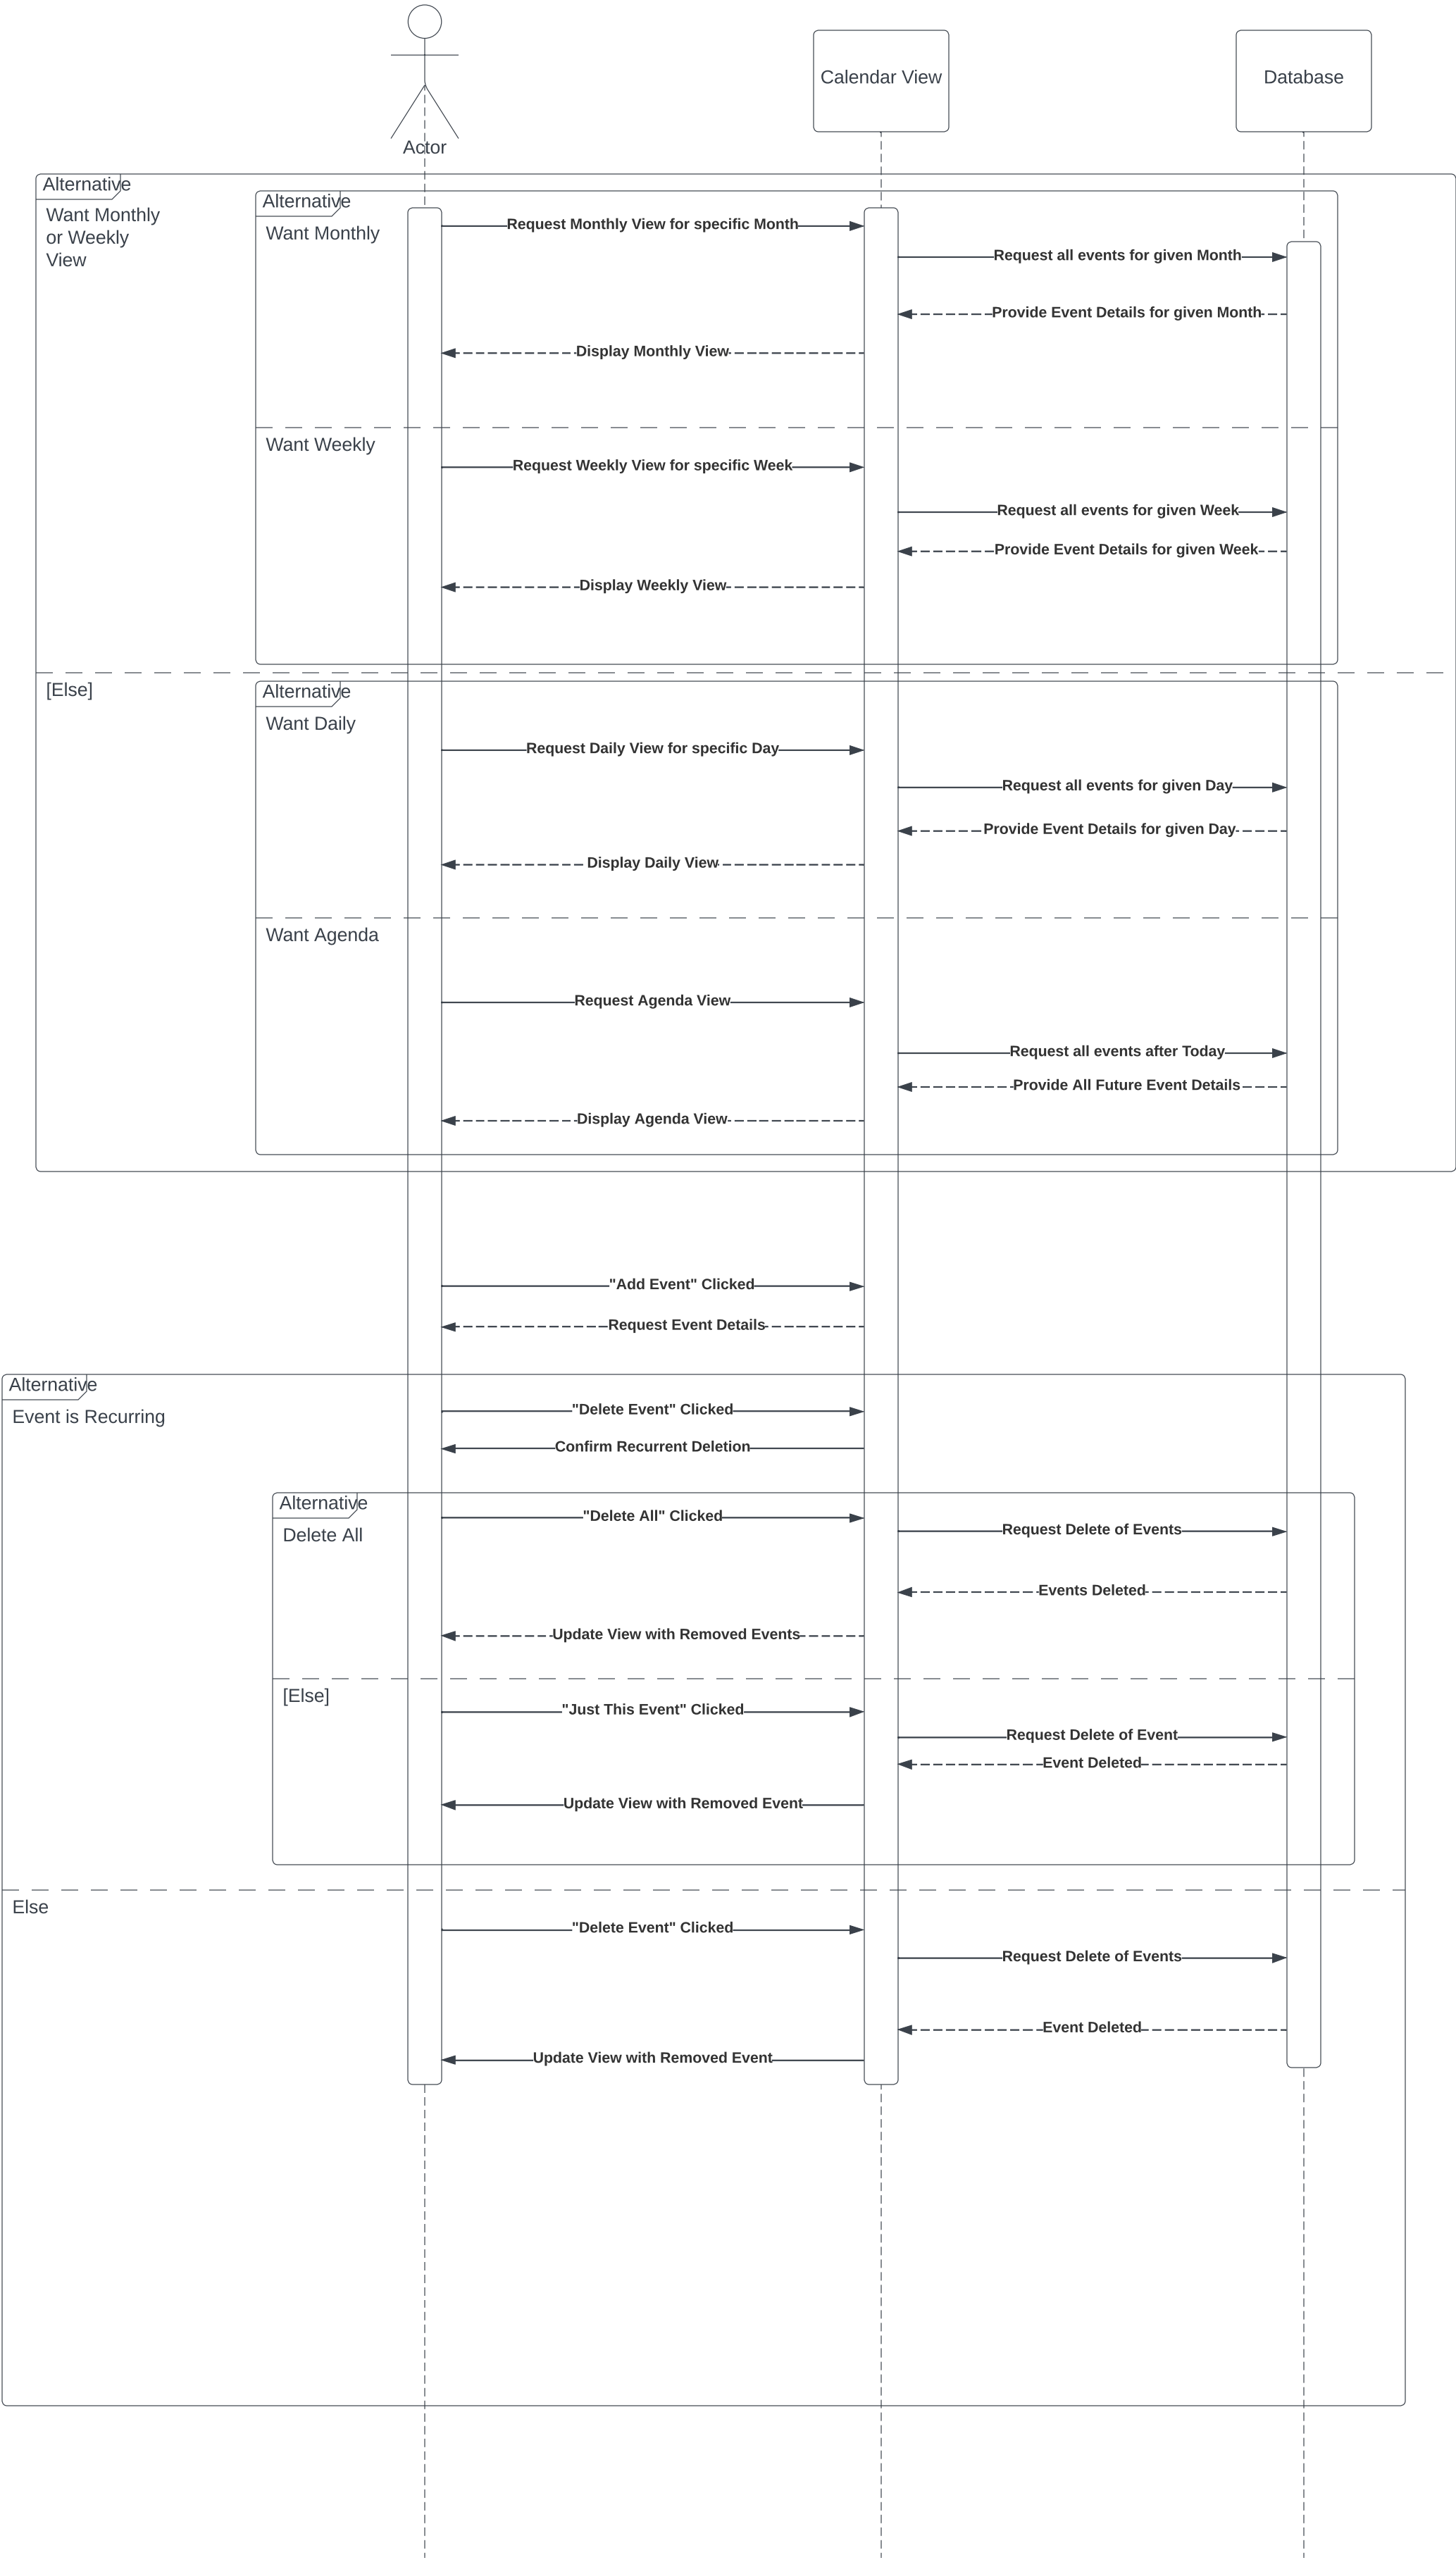 Actor
Calendar View
Database
Alternative
Want Monthly
or Weekly
View
Alternative
Want Monthly
Request Monthly View for specific Month
Request all events for given Month
Provide Event Details for given Month
Display Monthly View
Want Weekly
Request Weekly View for specific Week
Request all events for given Week
Provide Event Details for given Week
Display Weekly View
[Else]
Alternative
Want Daily
Request Daily View for specific Day
Request all events for given Day
Provide Event Details for given Day
Display Daily View
Want Agenda
Request Agenda View
Request all events after Today
Provide All Future Event Details
Display Agenda View
"Add Event" Clicked
Request Event Details
Alternative
Event is Recurring
"Delete Event" Clicked
Confirm Recurrent Deletion
Alternative
Delete All
"Delete All" Clicked
Request Delete of Events
Events Deleted
Update View with Removed Events
[Else]
"Just This Event" Clicked
Request Delete of Event
Event Deleted
Update View with Removed Event
Else
"Delete Event" Clicked
Request Delete of Events
Event Deleted
Update View with Removed Event